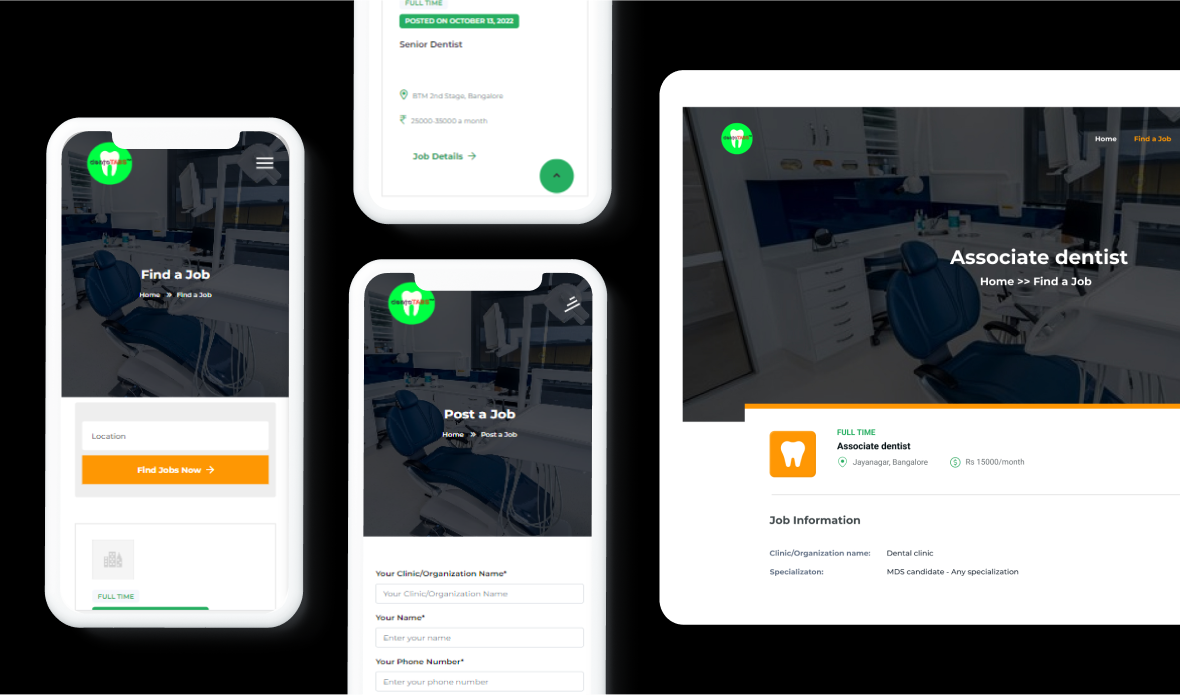 dentoTABS
Find a Job
Home » Find a Job
Location
Find Jobs Now →
FULL TIME
FULL TIME
POSTED ON OCTOBER 13, 2022
Senior Dentist
BTM 2nd Stage, Bangalore
₹ 25000-35000 a month
Job Details →
dentoTABS
Post a Job
Home » Post a Job
Your Clinic/Organization Name*
Your Clinic/Organization Name
Your Name*
Enter your name
Your Phone Number*
Enter your phone number
Home Find a Job
Associate dentist
Home >> Find a Job
FULL TIME
Associate dentist
Jayanagar, Bangalore Rs 15000/month
Job Information
Clinic/Organization name: Dental clinic
Specializaton: MDS candidate - Any specialization